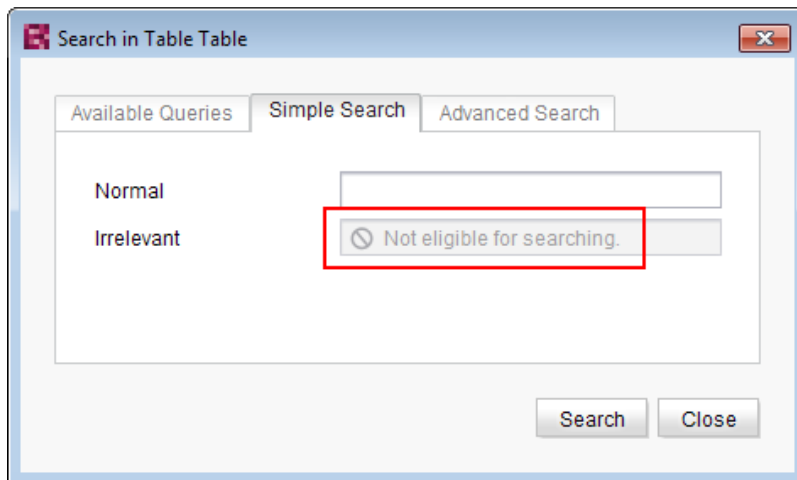 Search in Table Table
Available Queries Simple Search Advanced Search
Normal
Irrelevant Not eligible for searching.
Search Close